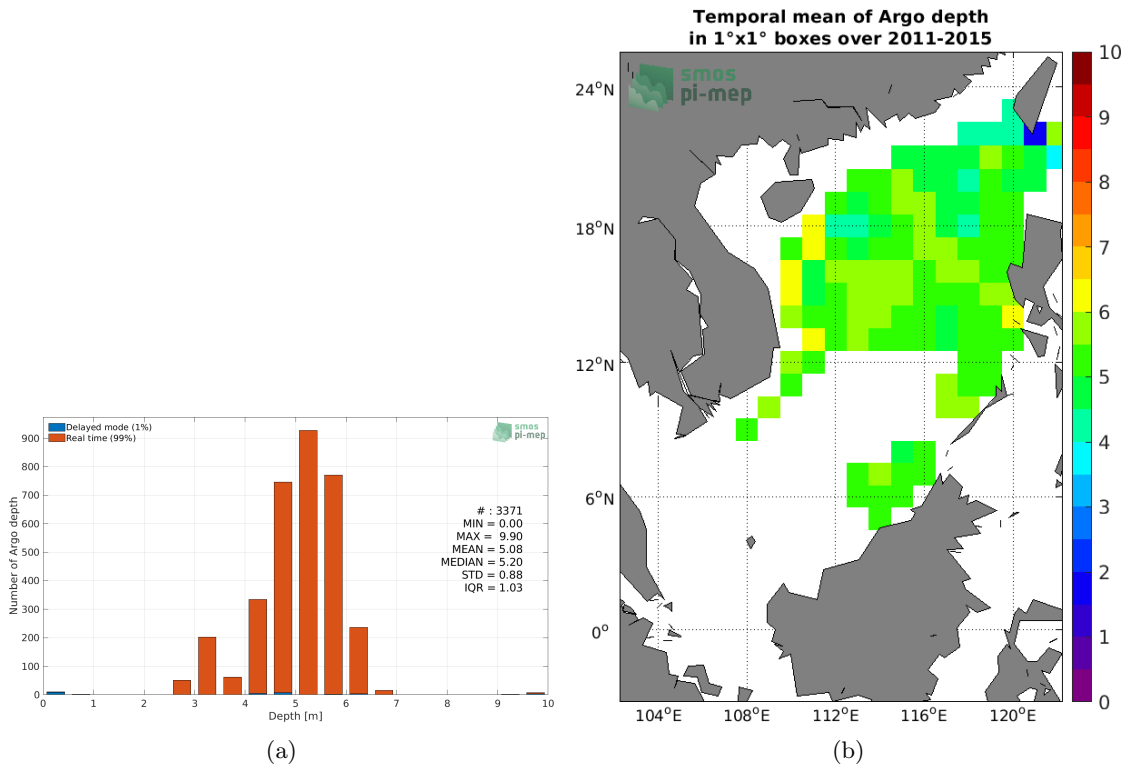 Delayed mode (1%)
Real time (99%)
smos
pi-mep
# : 3371
MIN = 0.00
MAX = 9.90
MEAN = 5.08
MEDIAN = 5.20
STD = 0.88
IQR = 1.03
Number of Argo depth
900
800
700
600
500
400
300
200
100
0
0 1 2 3 4 5 6 7 8 9 10
Depth [m]
(a)
Temporal mean of Argo depth
in 1°x1° boxes over 2011-2015
smos
pi-mep
24°N
18°N
12°N
6°N
0°
104°E 108°E 112°E 116°E 120°E
10
9
8
7
6
5
4
3
2
1
0
(b)